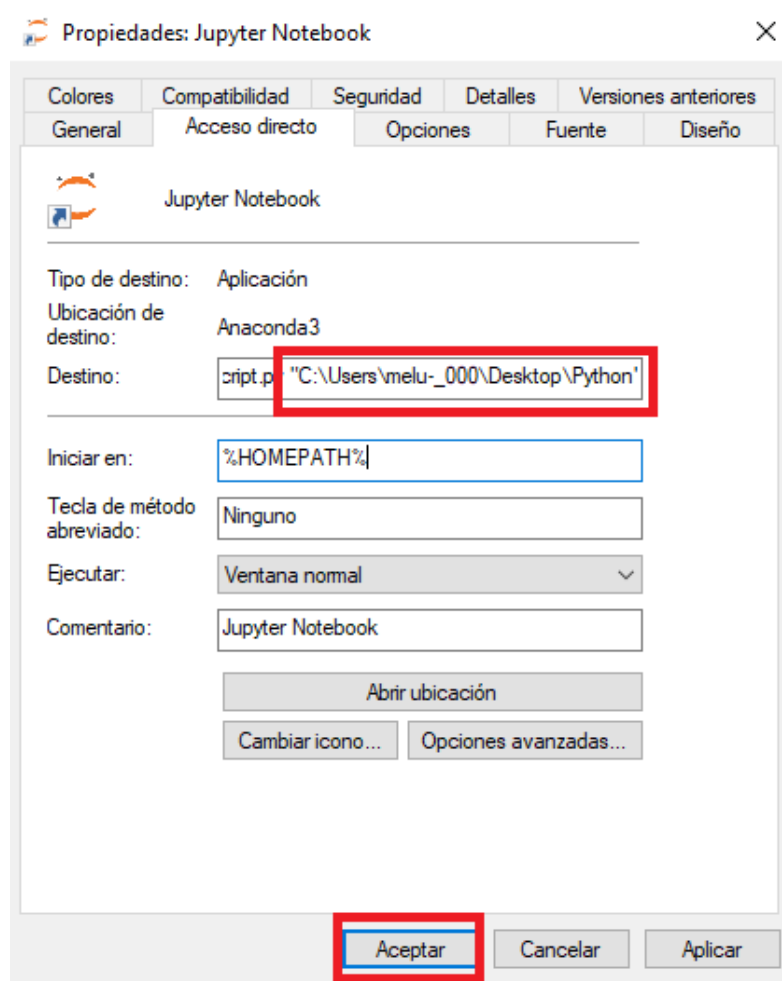 Propiedades: Jupyter Notebook
Colores Compatibilidad Seguridad Detalles Versiones anteriores
General Acceso directo Opciones Fuente Diseño
Jupyter Notebook
Tipo de destino: Aplicación
Ubicación de
destino: Anaconda3
Destino: cript.py "C:\Users\melu-_000\Desktop\Python"
Iniciar en: %HOMEPATH%
Tecla de método
abreviado: Ninguno
Ejecutar: Ventana normal
Comentario: Jupyter Notebook
Abrir ubicación
Cambiar icono... Opciones avanzadas...
Aceptar Cancelar Aplicar